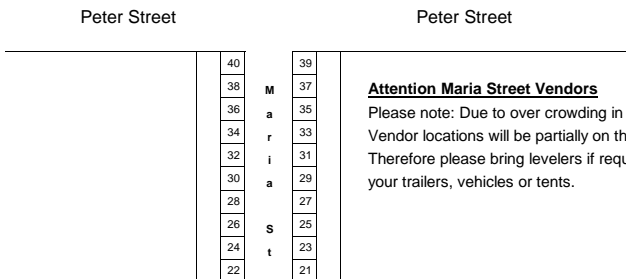 Peter Street Peter Street
40 39
38 M 37 Attention Maria Street Vendors
36 a 35 Please note: Due to over crowding in
34 r 33 Vendor locations will be partially on
32 i 31 Therefore please bring levelers if
30 a 29 your trailers, vehicles or tents.
28 27
26 S 25
24 t 23
22 21